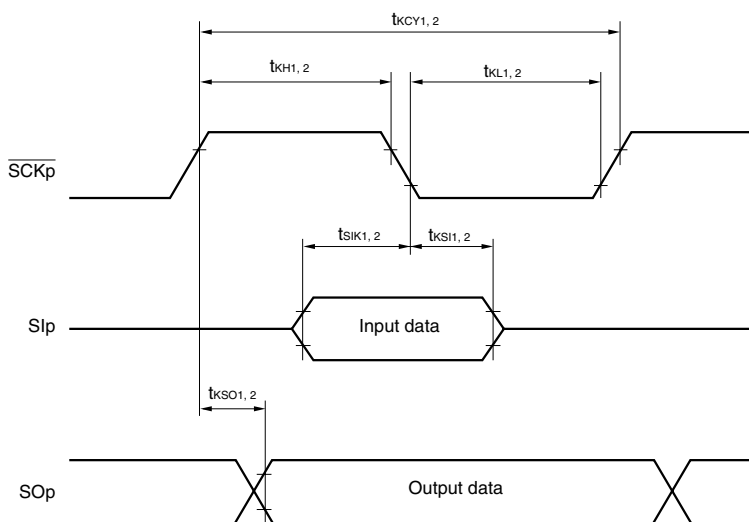 tKCY1, 2
tKH1, 2
tKL1, 2
SCKp
tSIK1, 2
tKSI1, 2
SIp
Input data
tKSO1, 2
SOp
Output data